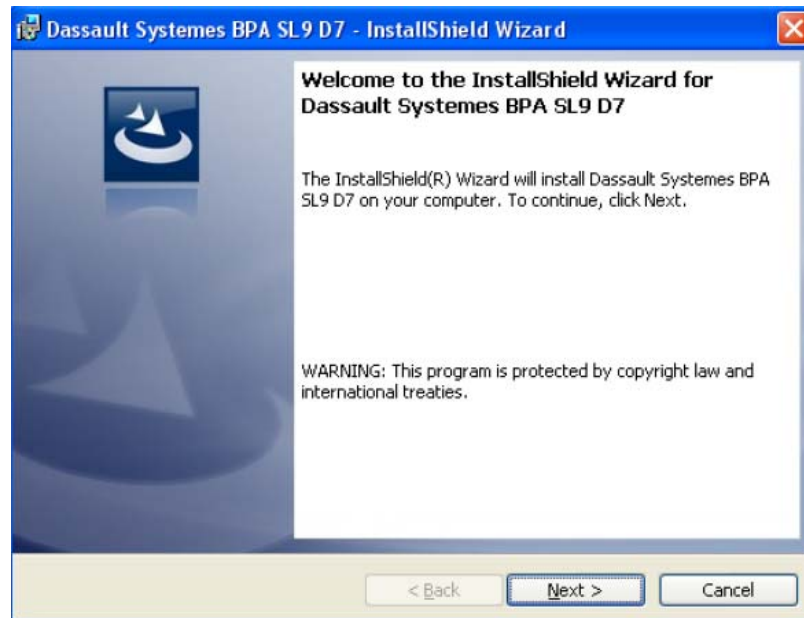 Dassault Systemes BPA SL9 D7 - InstallShield Wizard
Welcome to the InstallShield Wizard for
Dassault Systemes BPA SL9 D7
The InstallShield(R) Wizard will install Dassault Systemes BPA
SL9 D7 on your computer. To continue, click Next.
WARNING: This program is protected by copyright law and
international treaties.
< Back Next > Cancel